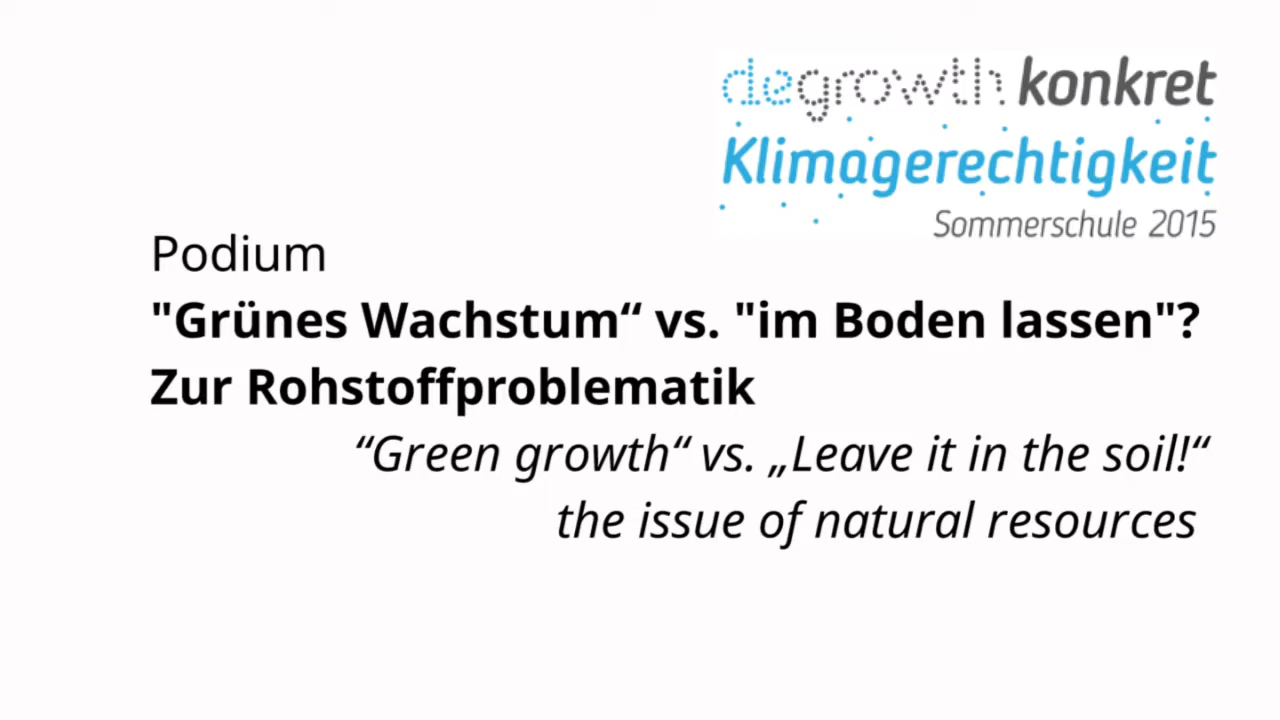 degrowth konkret
Klimagerechtigkeit
Sommerschule 2015
Podium
"Grünes Wachstum“ vs. "im Boden lassen"?
Zur Rohstoffproblematik
“Green growth“ vs. „Leave it in the soil!“
the issue of natural resources